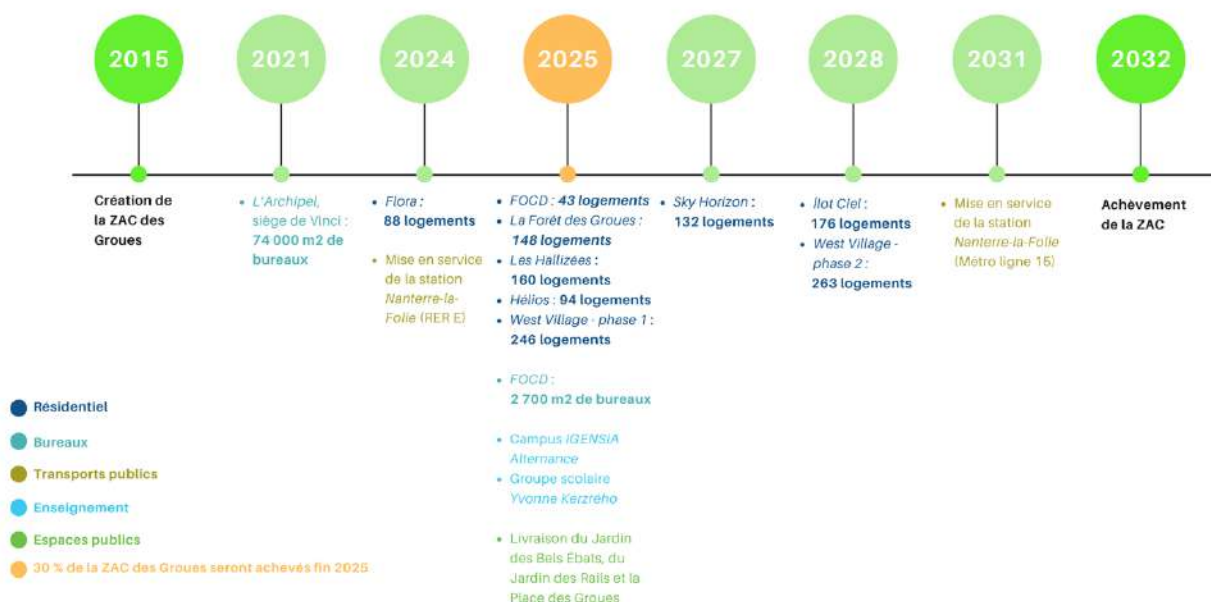 2015
2021
2024
2025
2027
2028
2031
2032
Création de
la ZAC des
Groues
• L'Archipel,
siège de Vinci :
74 000 m2 de
bureaux
• Flora :
88 logements
• Mise en service
de la station
Nanterre-la-
Folie (RER E)
• FOCD : 43 logements
• La Forêt des Groues :
148 logements
• Les Hallizées :
160 logements
• Hélios : 94 logements
• West Village - phase 1 :
246 logements
• FOCD :
2 700 m2 de bureaux
• Campus IGENSIA
Alternance
• Groupe scolaire
Yvonne Kerzrého
• Livraison du Jardin
des Bels Ébats, du
Jardin des Rails et la
Place des Groues
• Sky Horizon :
132 logements
• Ilot Ciel :
176 logements
• West Village -
phase 2 :
263 logements
• Mise en service
de la station
Nanterre-la-Folie
(Métro ligne 15)
Achèvement
de la ZAC
Résidentiel
Bureaux
Transports publics
Enseignement
Espaces publics
30 % de la ZAC des Groues seront achevés fin 2025